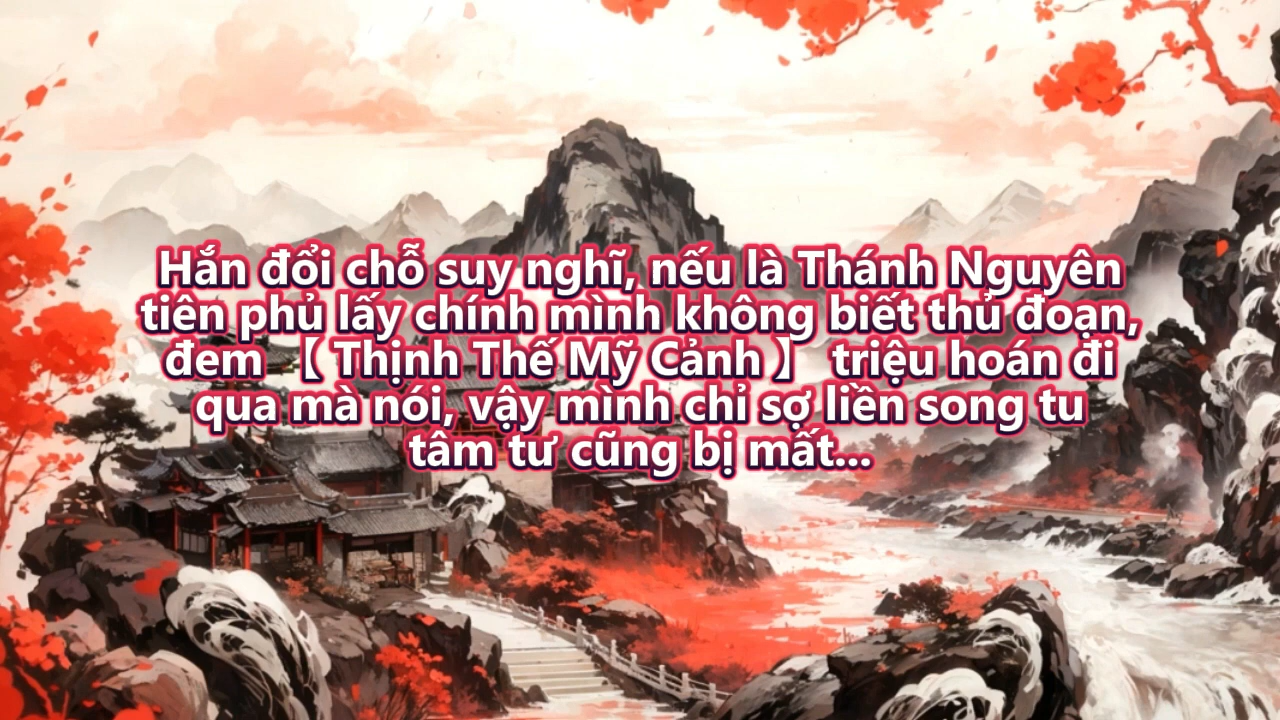 Hắn đổi chỗ suy nghĩ, nếu là Thánh Nguyên
tiên phủ lấy chính mình không biết thủ đoạn,
đem 【 Thịnh Thế Mỹ Cảnh 】 triệu hoán đi
qua mà nói, vậy mình chỉ sợ liền song tu
tâm tư cũng bị mất...